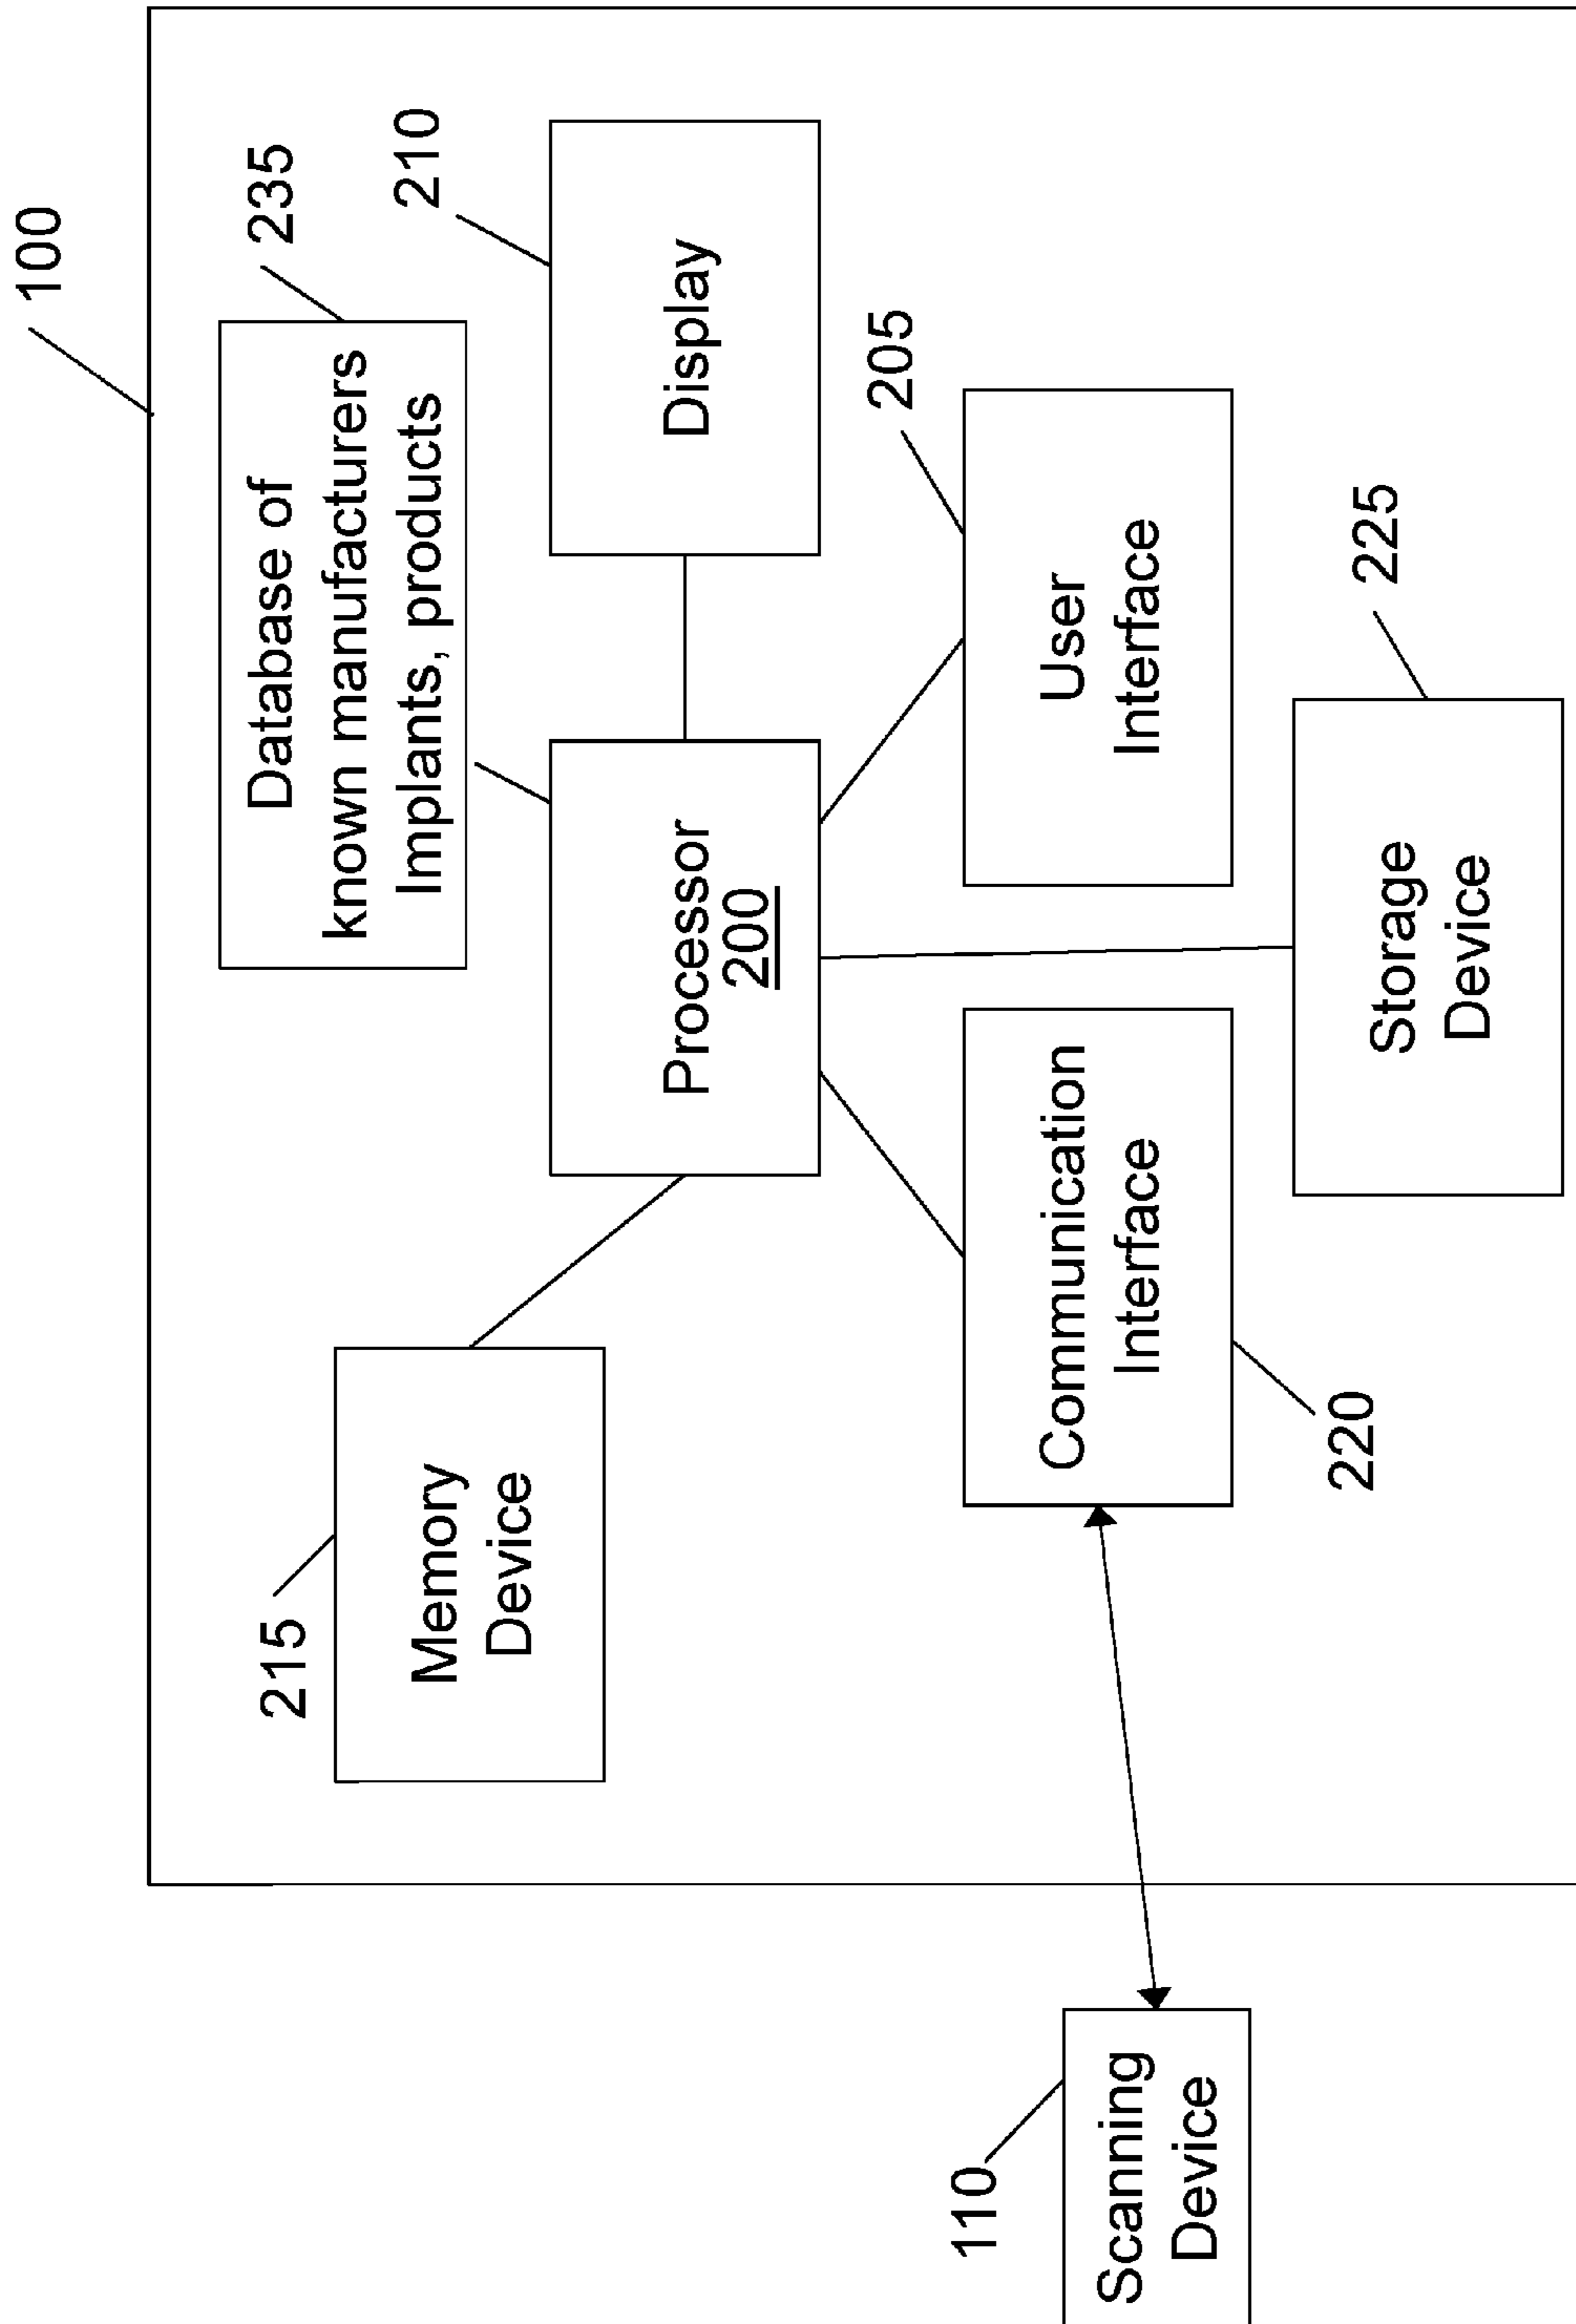 100
Database of
known manufacturers
Implants, products
235
210
Display
215
Memory
Device
Processor
200
205
User
Interface
110
Scanning
Device
Communication
Interface
220
Storage
Device
225